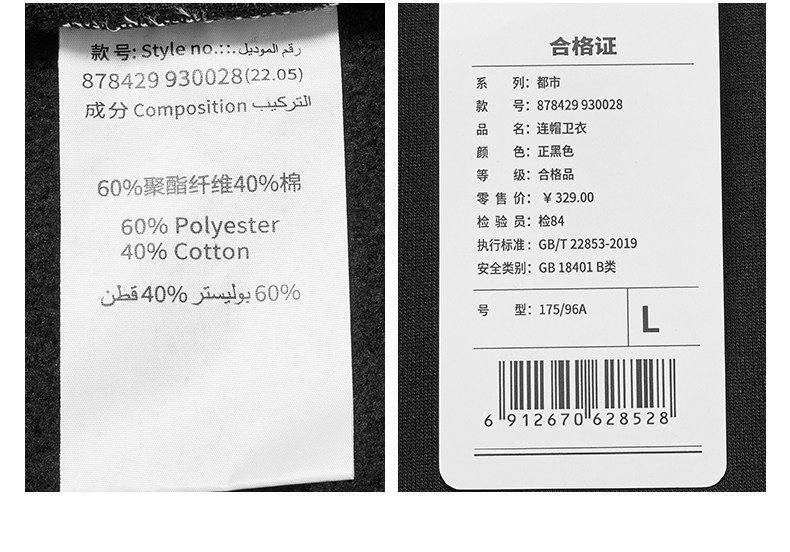 款号: Style no.::. رقم الموديل
878429 930028(22.05)
成分 Composition التركيب
60%聚酯纤维40%棉
60% Polyester
40% Cotton
60% بوليستر 40% قطن
合格证
系 列：都市
款 号：878429 930028
品 名：连帽卫衣
颜 色：正黑色
等 级：合格品
零 售 价：￥329.00
检 验 员：检84
执行标准：GB/T 22853-2019
安全类别：GB 18401 B类
号 型：175/96A
L
6 912670 628528